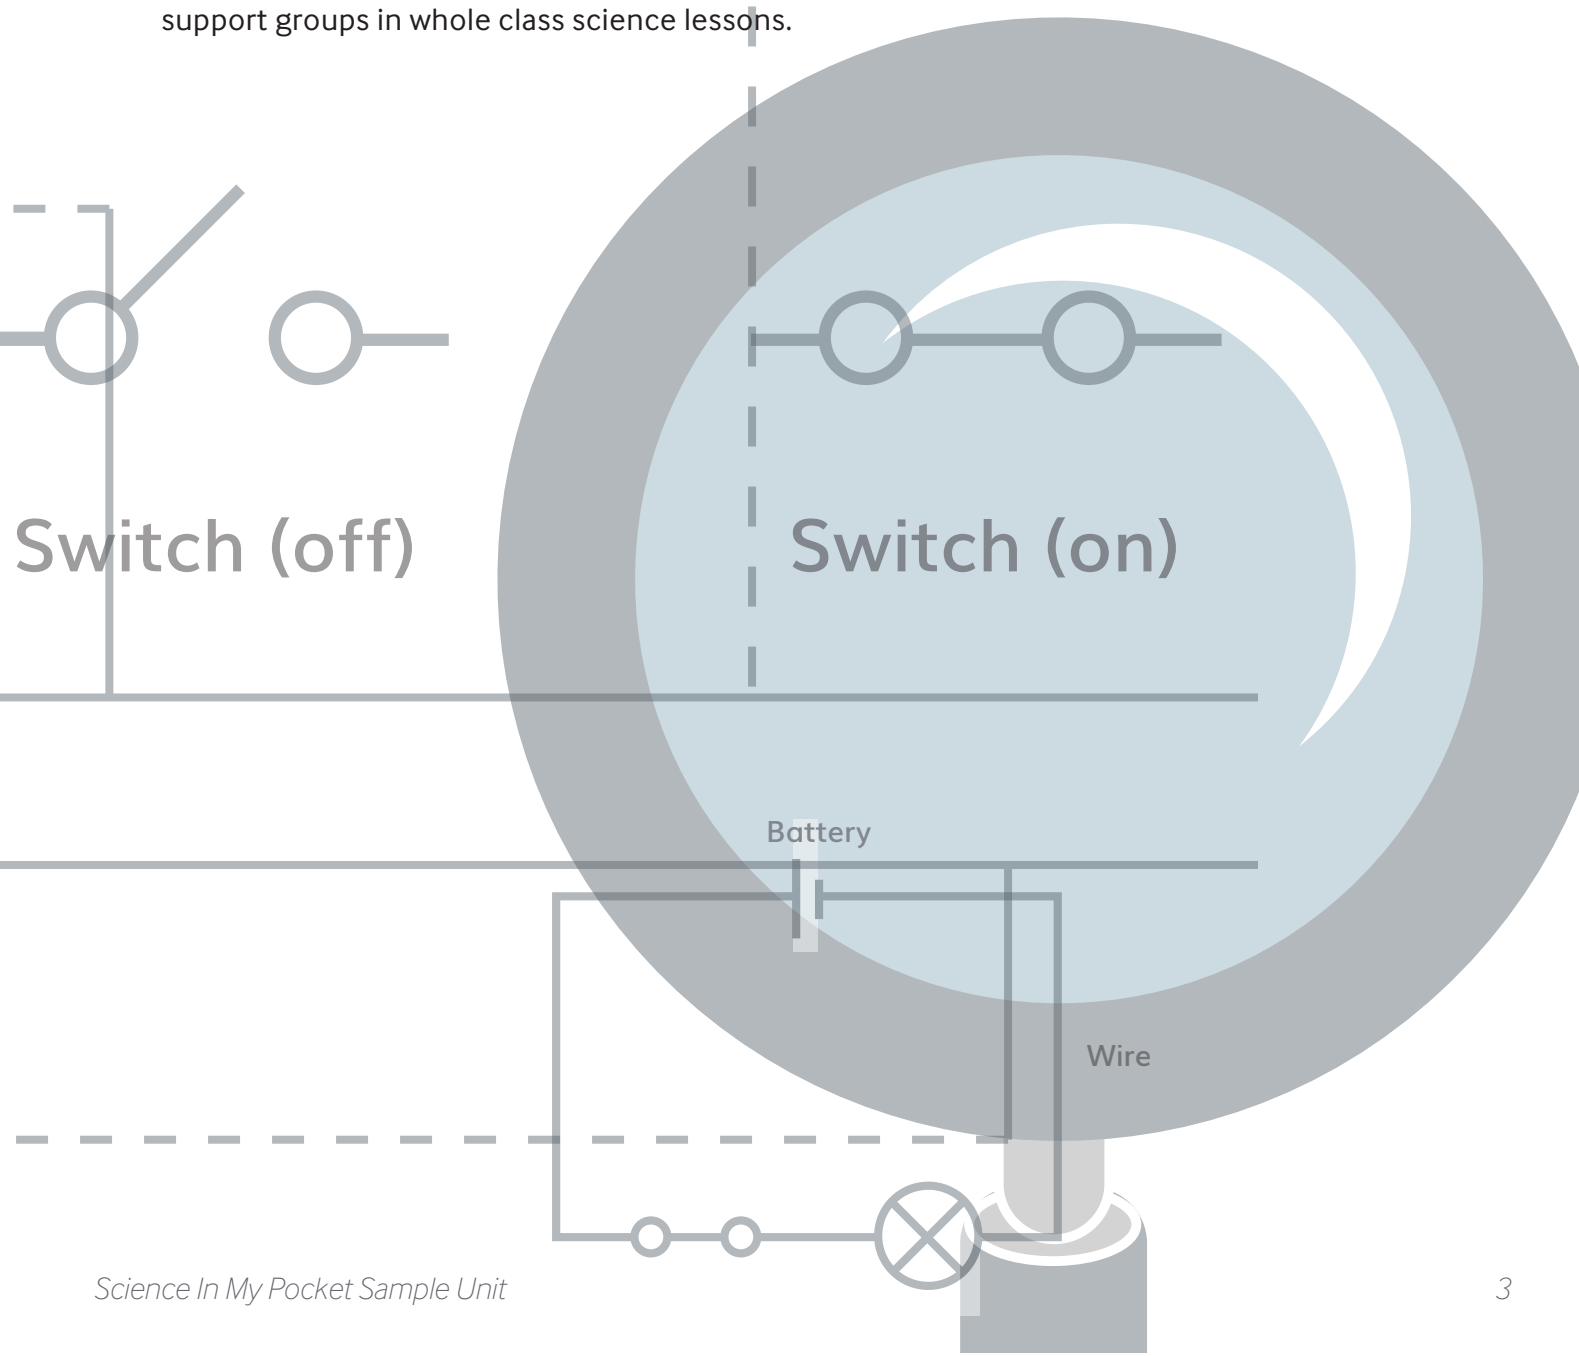 support groups in whole class science lessons.
Switch (off)
Switch (on)
Battery
Wire
Science In My Pocket Sample Unit
3